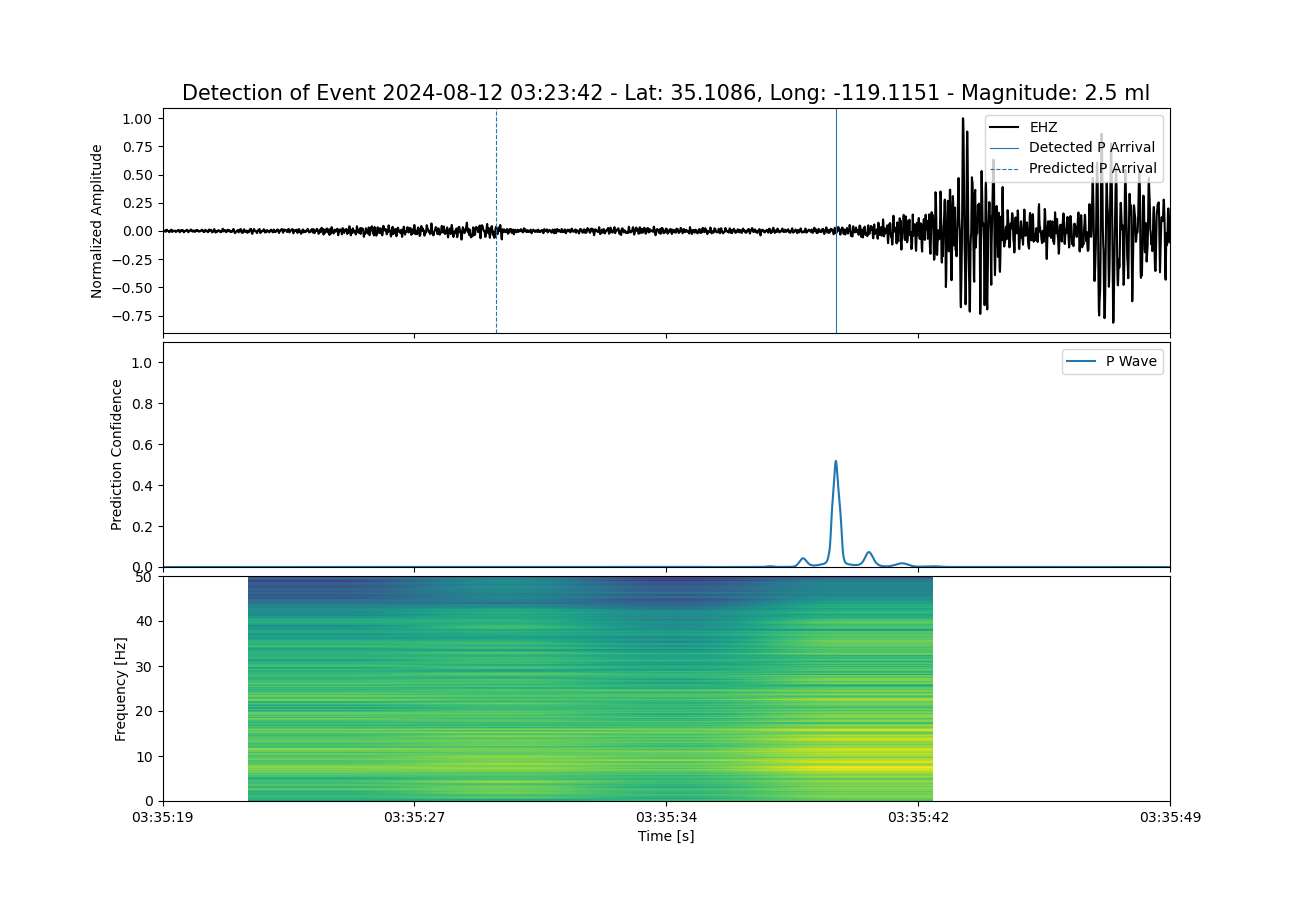 Detection of Event 2024-08-12 03:23:42 - Lat: 35.1086, Long: -119.1151 - Magnitude: 2.5 ml
1.00
0.75
0.50
0.25
0.00
−0.25
−0.50
−0.75
Normalized Amplitude
EHZ
Detected P Arrival
Predicted P Arrival
1.0
0.8
0.6
0.4
0.2
0.0
Prediction Confidence
P Wave
50
40
30
20
10
0
Frequency [Hz]
03:35:19 03:35:27 03:35:34 03:35:42 03:35:49
Time [s]